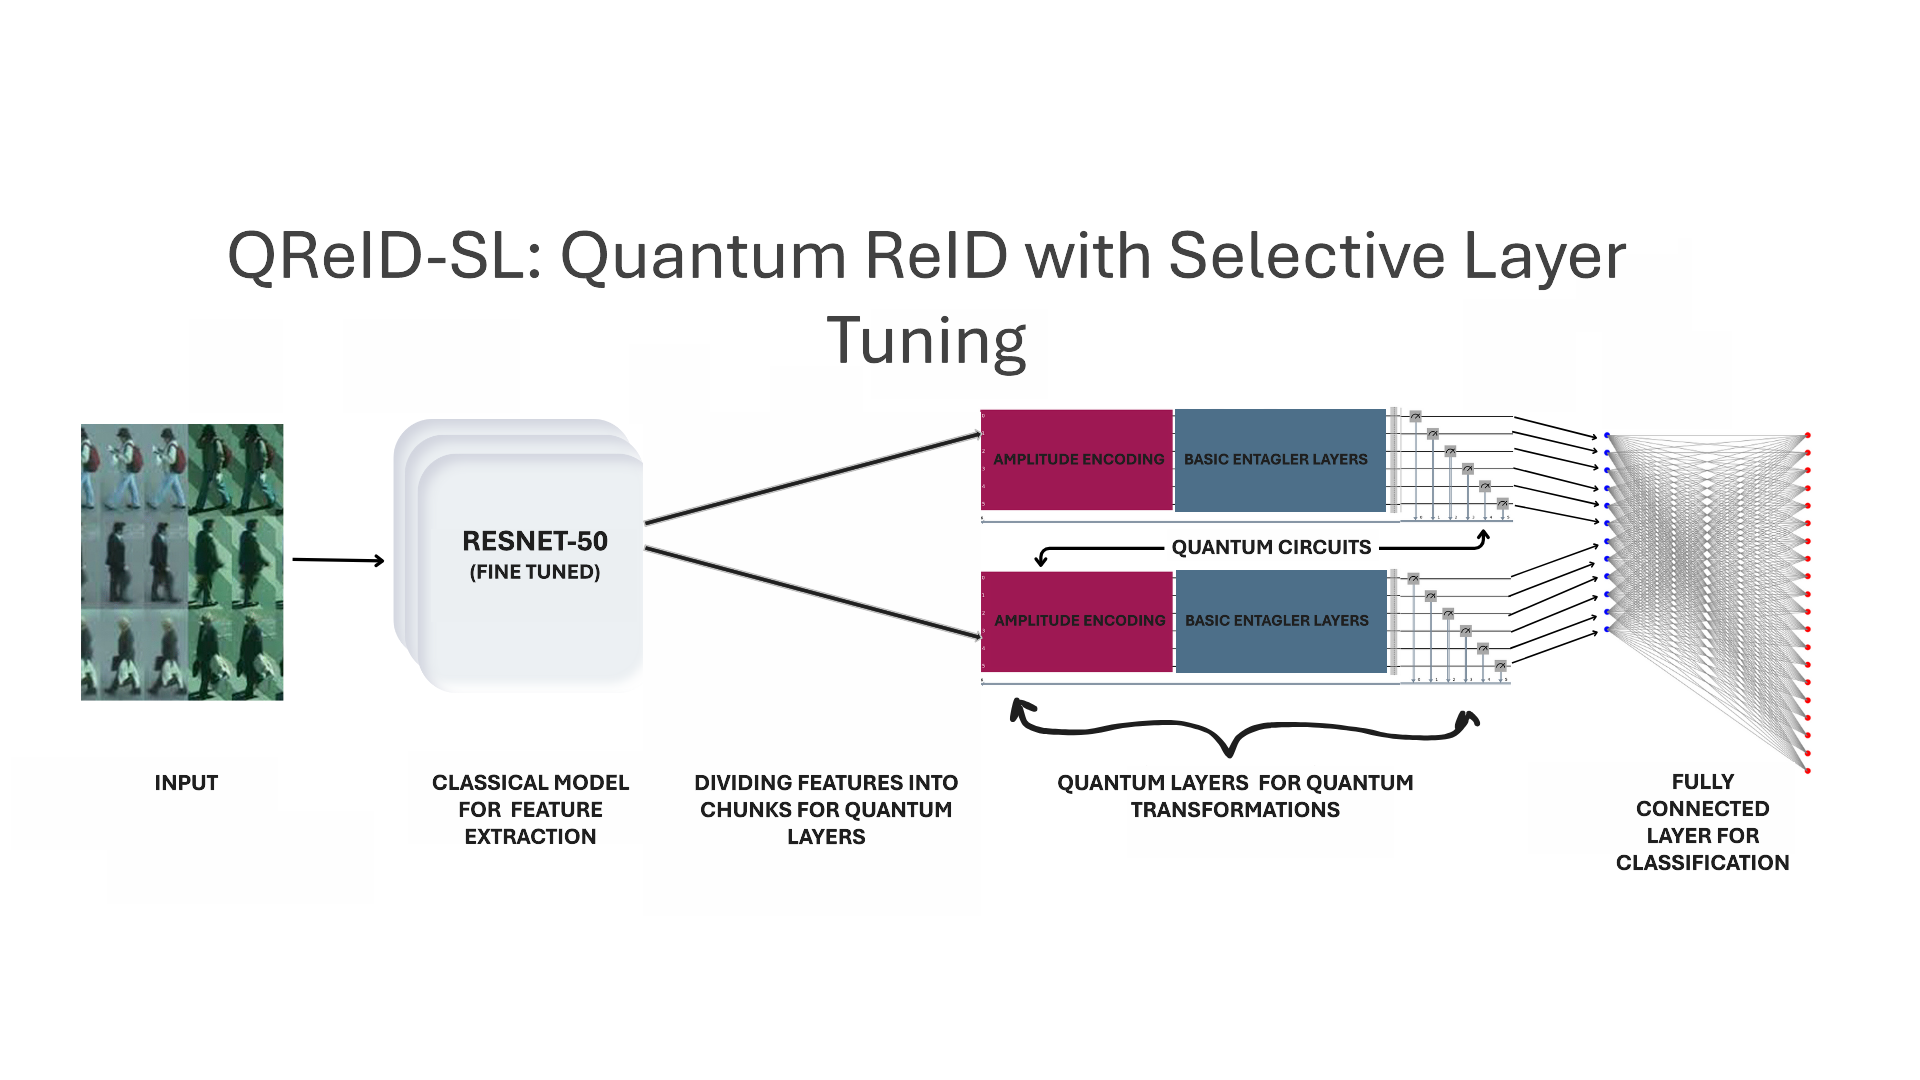 QReID-SL: Quantum ReID with Selective Layer
Tuning
RESNET-50
(FINE TUNED)
AMPLITUDE ENCODING
BASIC ENTAGLER LAYERS
QUANTUM CIRCUITS
AMPLITUDE ENCODING
BASIC ENTAGLER LAYERS
INPUT
CLASSICAL MODEL
FOR FEATURE
EXTRACTION
DIVIDING FEATURES INTO
CHUNKS FOR QUANTUM
LAYERS
QUANTUM LAYERS FOR QUANTUM
TRANSFORMATIONS
FULLY
CONNECTED
LAYER FOR
CLASSIFICATION